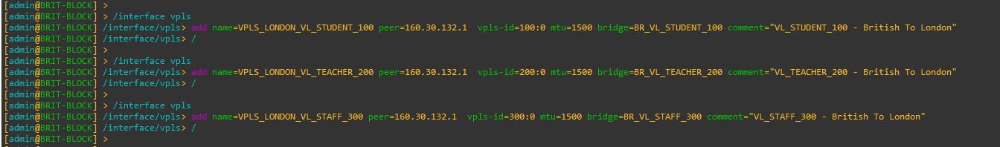 [admin@BRIT-BLOCK] >
[admin@BRIT-BLOCK] > /interface vpls
[admin@BRIT-BLOCK] /interface/vpls> add name=VPLS_LONDON_VL_STUDENT_100 peer=160.30.132.1  vpls-id=100:0 mtu=1500 bridge=BR_VL_STUDENT_100 comment="VL_STUDENT_100 - British To London"
[admin@BRIT-BLOCK] /interface/vpls> /
[admin@BRIT-BLOCK] >
[admin@BRIT-BLOCK] > /interface vpls
[admin@BRIT-BLOCK] /interface/vpls> add name=VPLS_LONDON_VL_TEACHER_200 peer=160.30.132.1  vpls-id=200:0 mtu=1500 bridge=BR_VL_TEACHER_200 comment="VL_TEACHER_200 - British To London"
[admin@BRIT-BLOCK] /interface/vpls> /
[admin@BRIT-BLOCK] >
[admin@BRIT-BLOCK] > /interface vpls
[admin@BRIT-BLOCK] /interface/vpls> add name=VPLS_LONDON_VL_STAFF_300 peer=160.30.132.1  vpls-id=300:0 mtu=1500 bridge=BR_VL_STAFF_300 comment="VL_STAFF_300 - British To London"
[admin@BRIT-BLOCK] /interface/vpls> /
[admin@BRIT-BLOCK] >